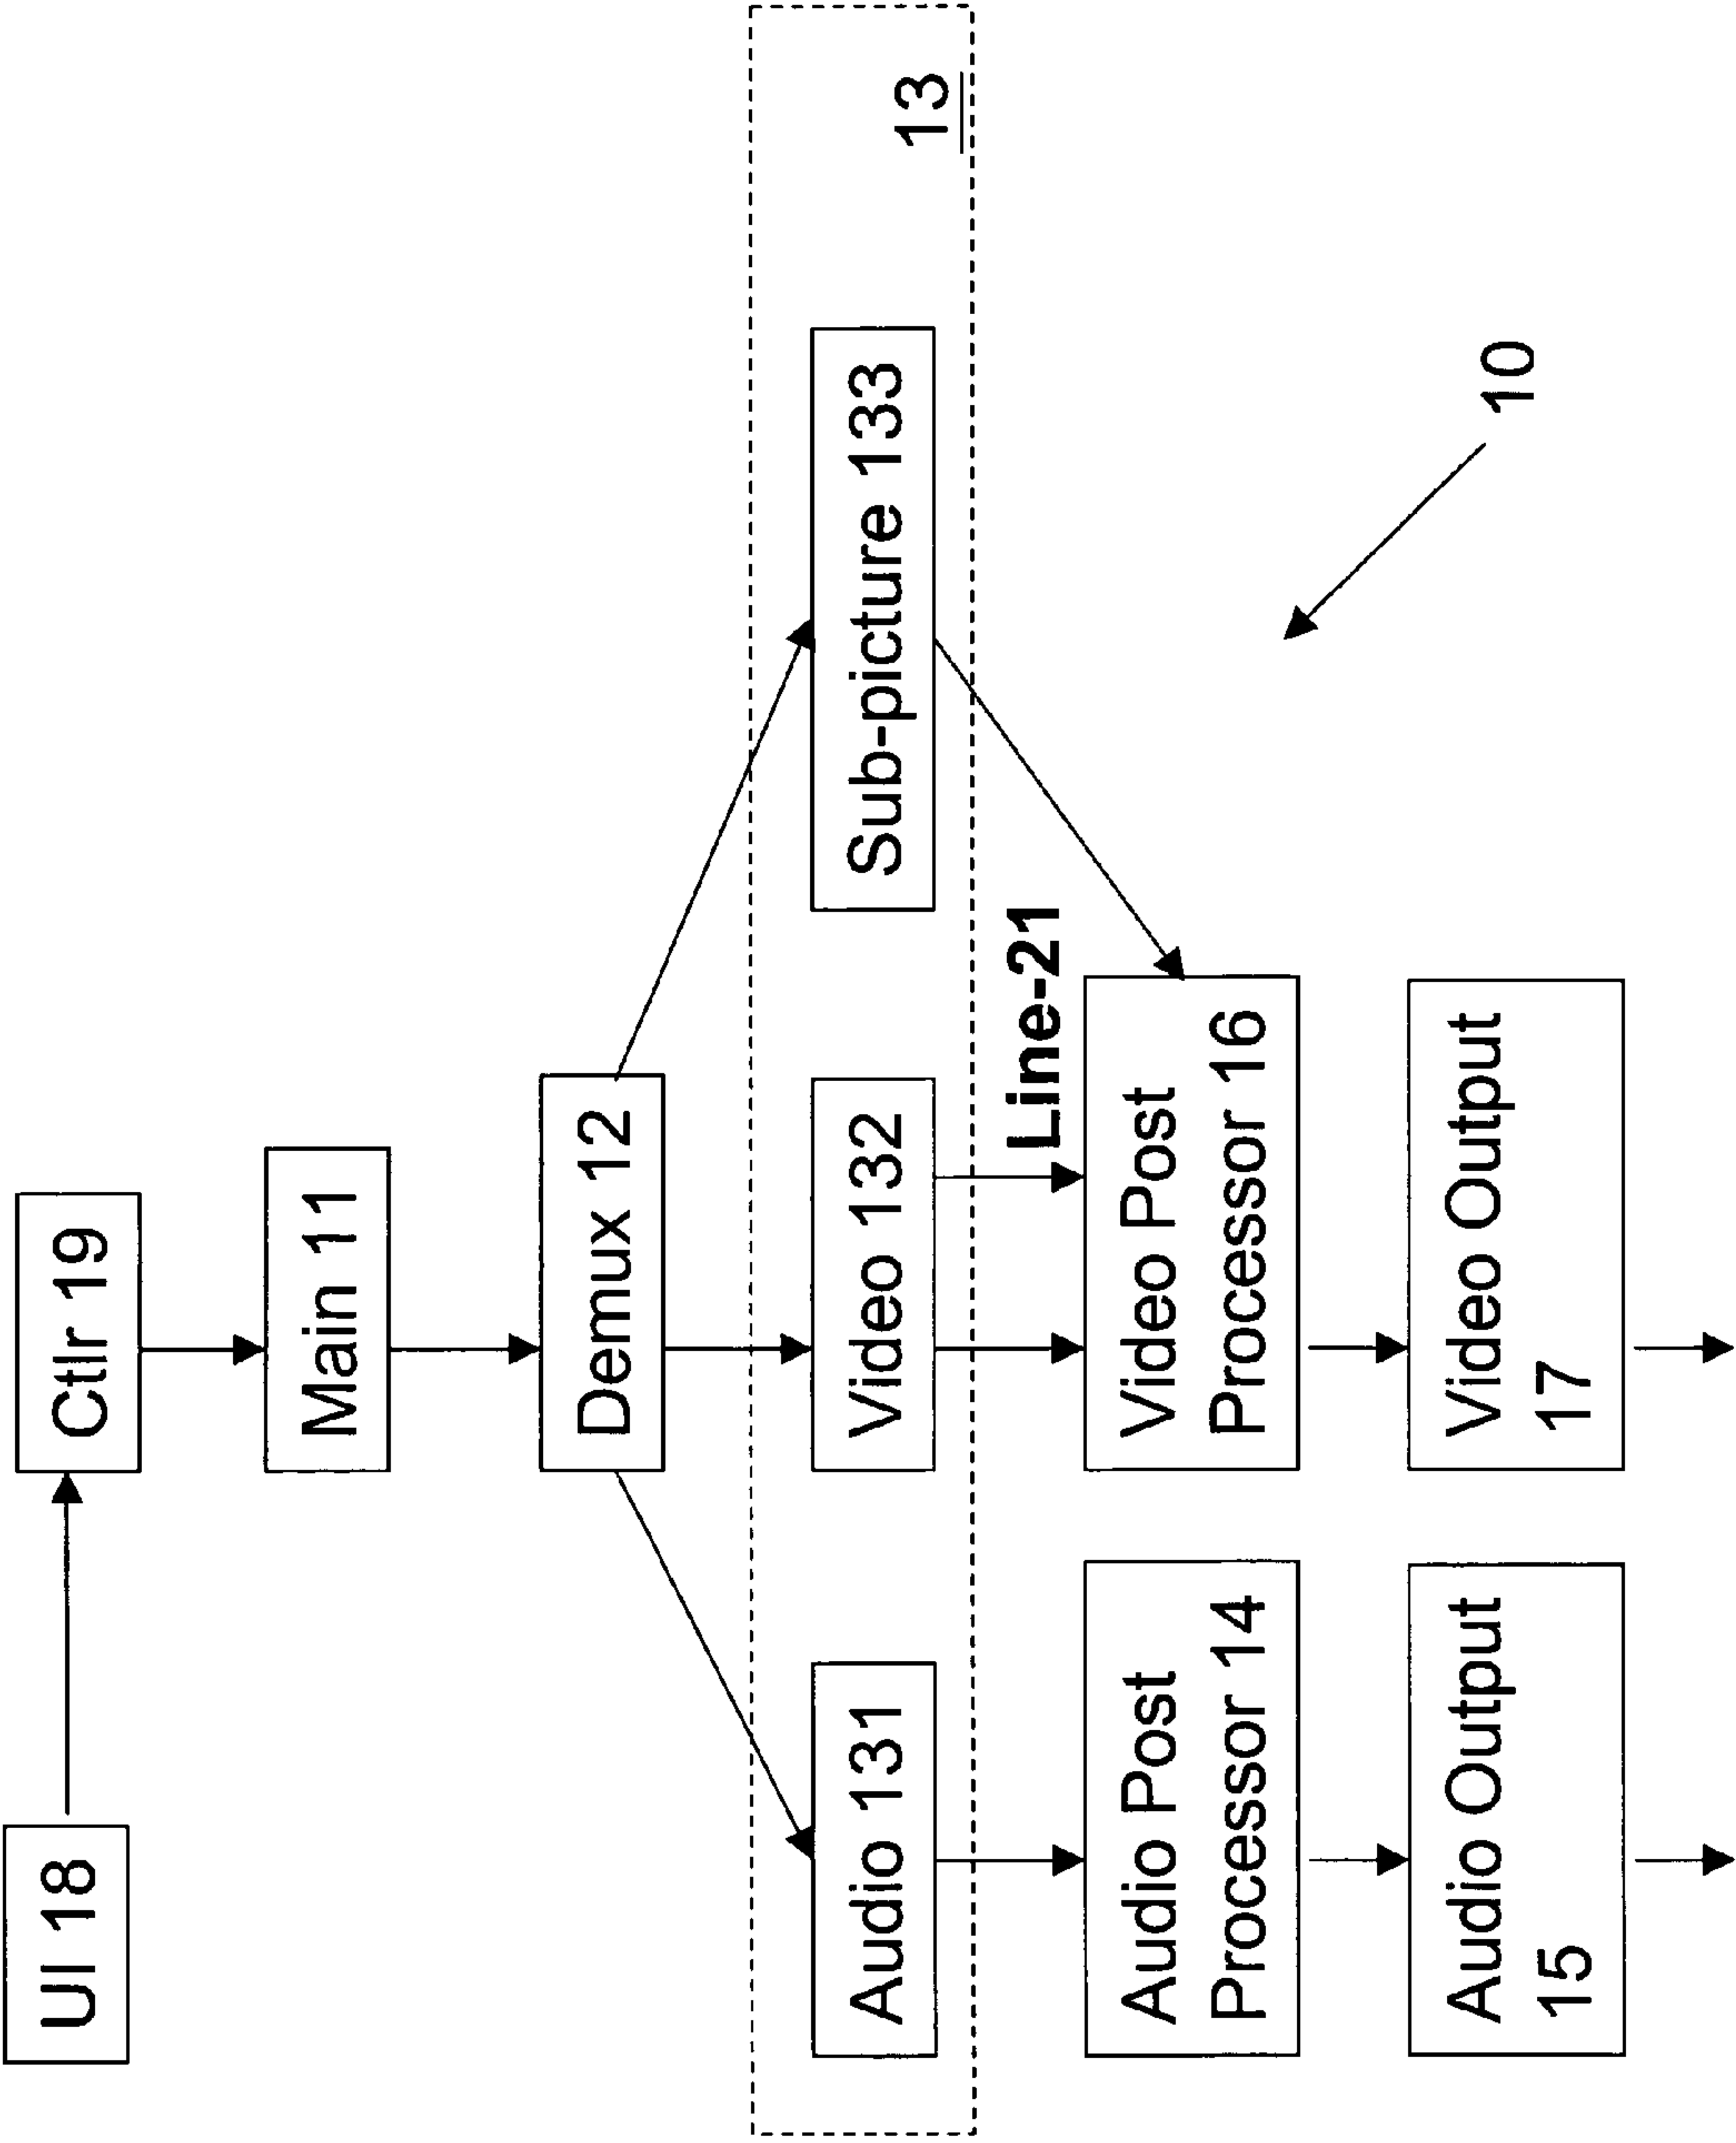 UI 18
Ctlr 19
Main 11
Demux 12
13
Audio 131
Video 132
Sub-picture 133
Line-21
Audio Post
Processor 14
Video Post
Processor 16
10
Audio Output
15
Video Output
17